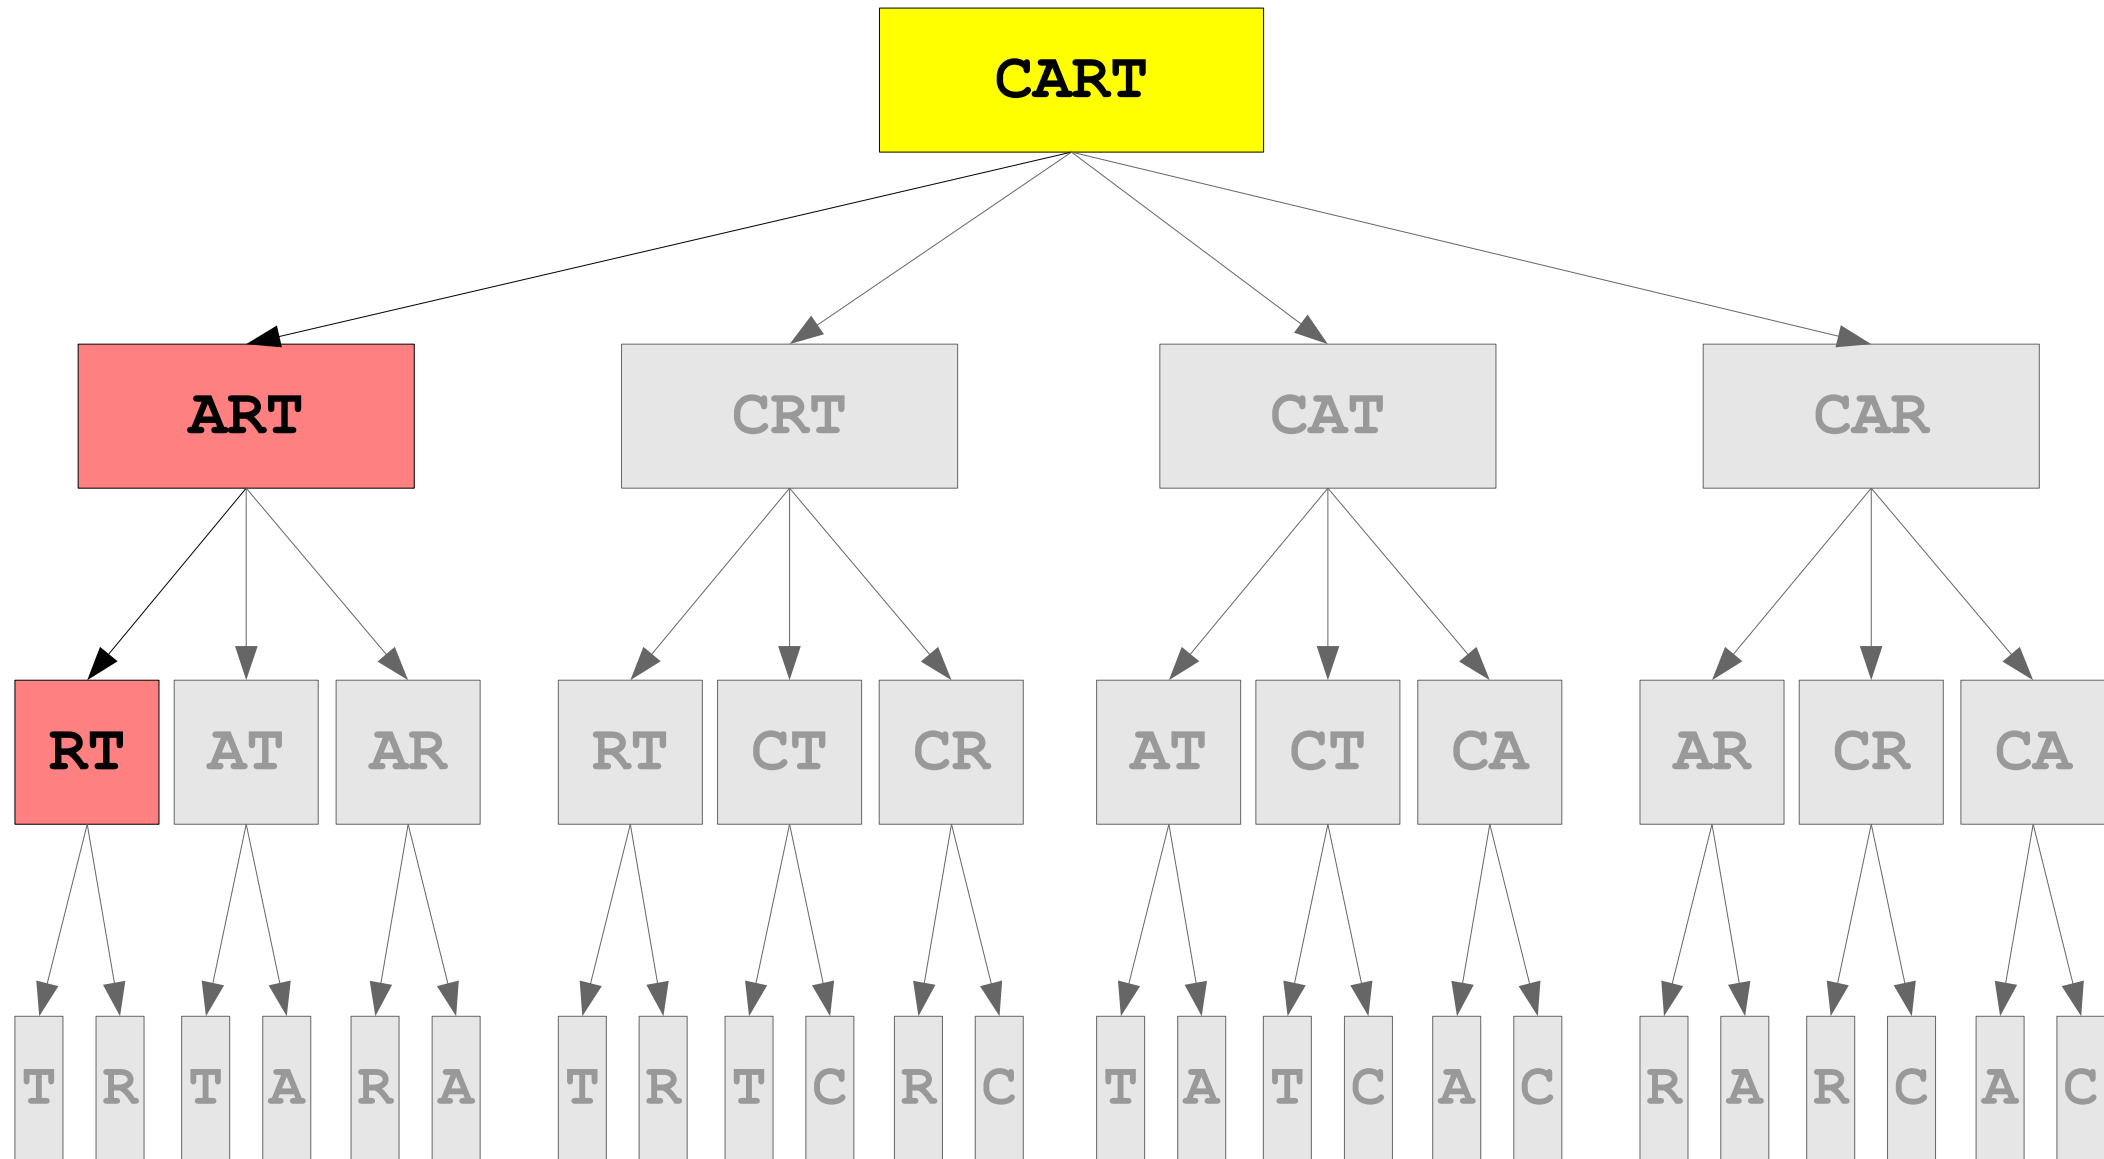 CART
ART CRT CAT CAR
RT AT AR RT CT CR AT CT CA AR CR CA
T R T A R A T R T C R C T A T C A C R A R C A C